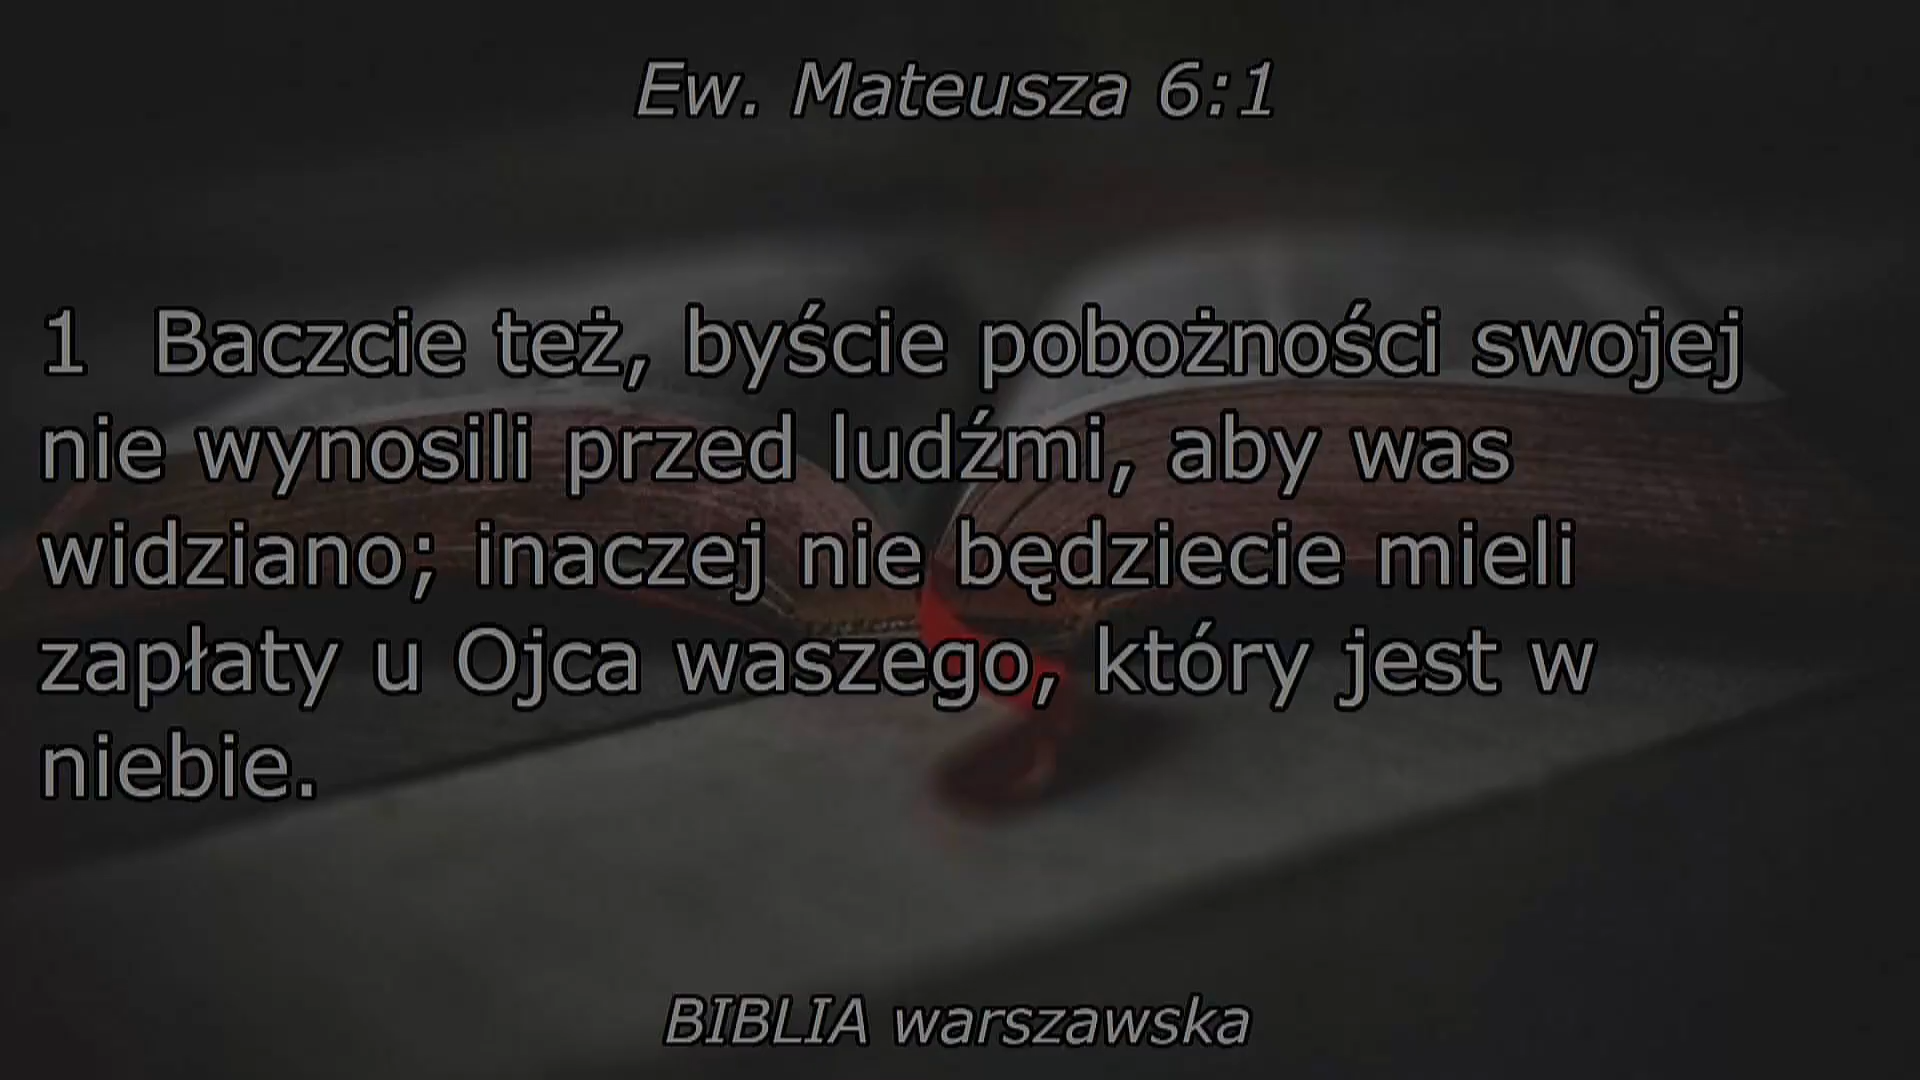 Ew. Mateusza 6:1
1 Baczcie też, byście pobożności swojej
nie wynosili przed ludźmi, aby was
widziano; inaczej nie będziecie mieli
zapłaty u Ojca waszego, który jest w
niebie.
BIBLIA warszawska